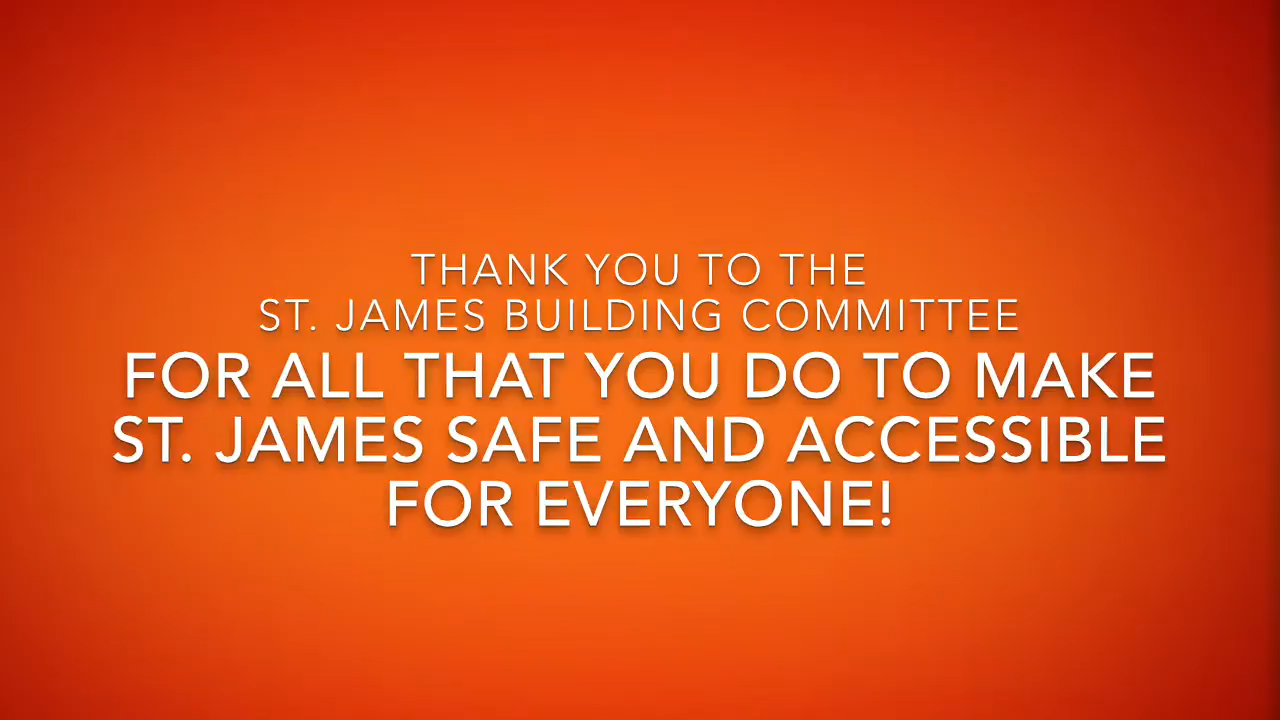 THANK YOU TO THE
ST. JAMES BUILDING COMMITTEE
FOR ALL THAT YOU DO TO MAKE
ST. JAMES SAFE AND ACCESSIBLE
FOR EVERYONE!